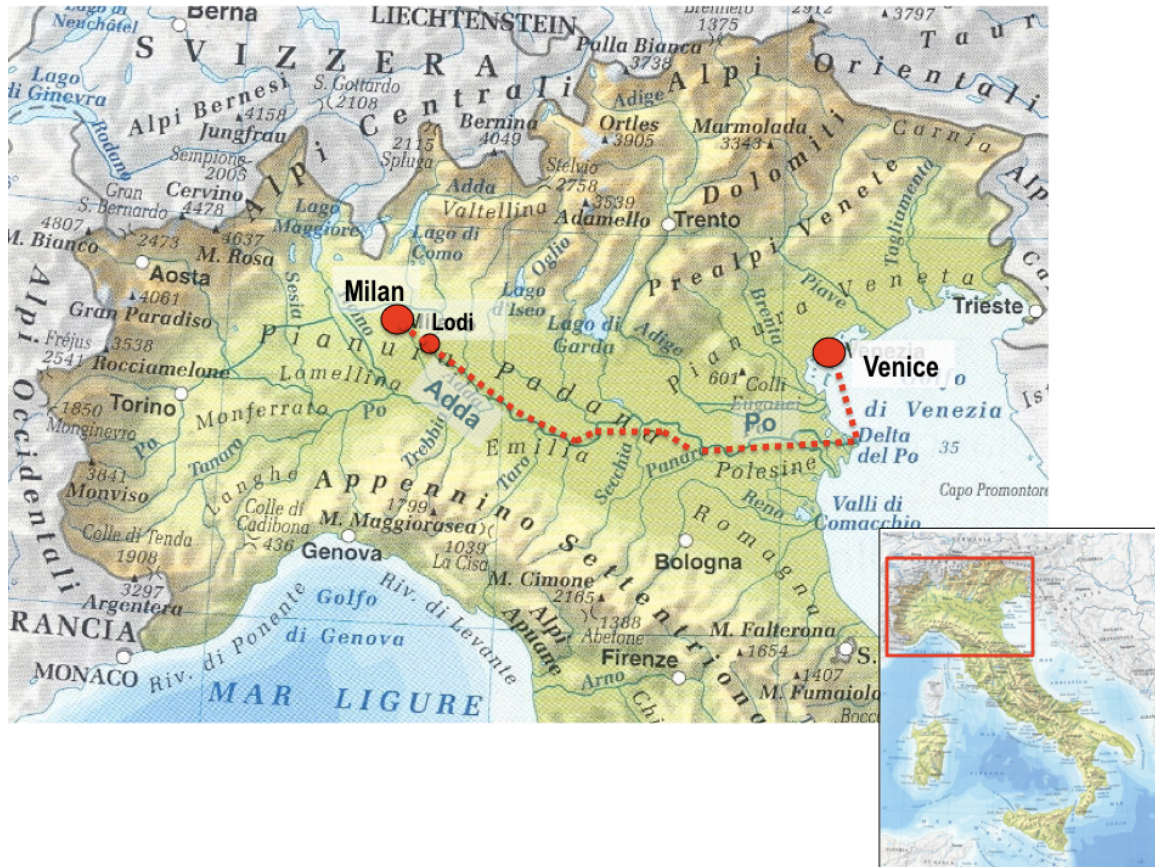 Lago di
Neuchâtel
Berna
LIECHTENSTEIN
Brennero
1375
2912
3797
SVIZZERA
Palla Bianca
3738
Alpi Orientali
Lago
di Ginevra
Rodano
Alpi Bernesi
4158
Jungfrau
S. Gottardo
2108
Alpi Centrali
Bernina
4049
Adige
Ortles
3905
Marmolada
3343
Carnia
Sempione
2005
2115
Spluga
Stelvio
2758
Dolomiti
Gran
S. Bernardo
Cervino
4478
Lago
Maggiore
Adda
Valtellina
3539
Adamello
Trento
Prealpi Venete
Tagliamento
4807
M. Bianco
2473
4637
M. Rosa
Lago di
Como
Oglio
Aosta
4061
Gran Paradiso
Sesia
Milan
Lodi
Lago
d'Iseo
Lago di
Garda
Adige
Brenta
Piave
Pianura Veneta
Trieste
Fréjus
2541
3538
Rocciamelone
Pianura Padana
Lomellina
Venezia
Venice
Golfo
di Venezia
601
Colli
Euganei
Torino
Monferrato
Po
Adda
Po
1850
Monginevro
Po
Tanaro
Trebbia
Emilia
Taro
Secchia
Panaro
Polesine
Delta
del Po
35
Capo Promontore
3841
Monviso
Langhe
Appennino Settentrionale
Reno
Valli di
Comacchio
Colle di Tenda
1908
Colle di
Cadibona
436
1799
M. Maggiorasca
1039
La Cisa
Romagna
Genova
Bologna
3297
Argentera
Riv. di Ponente
Golfo
di Genova
Riv. di Levante
M. Cimone
2165
Alpi
Apuane
1388
Abetone
M. Falterona
1654
Alpi Occidentali
FRANCIA
MONACO
MAR LIGURE
Firenze
Arno
1407
M. Fumaiolo
S.
Chi